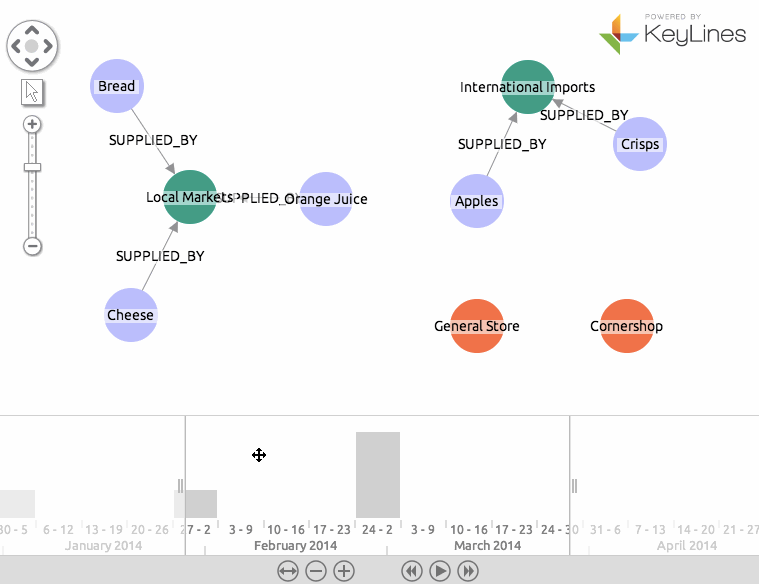 POWERED BY
KeyLines
Bread
International Imports
SUPPLIED_BY
SUPPLIED_BY
Crisps
SUPPLIED_BY
Local Markets
Orange Juice
Apples
SUPPLIED_BY
Cheese
General Store
Cornershop
30 - 5 6 - 12 13 - 19 20 - 26 27 - 2 3 - 9 10 - 16 17 - 23 24 - 2 3 - 9 10 - 16 17 - 23 24 - 30 31 - 6 7 - 13 14 - 20 21 - 27
January 2014 February 2014 March 2014 April 2014